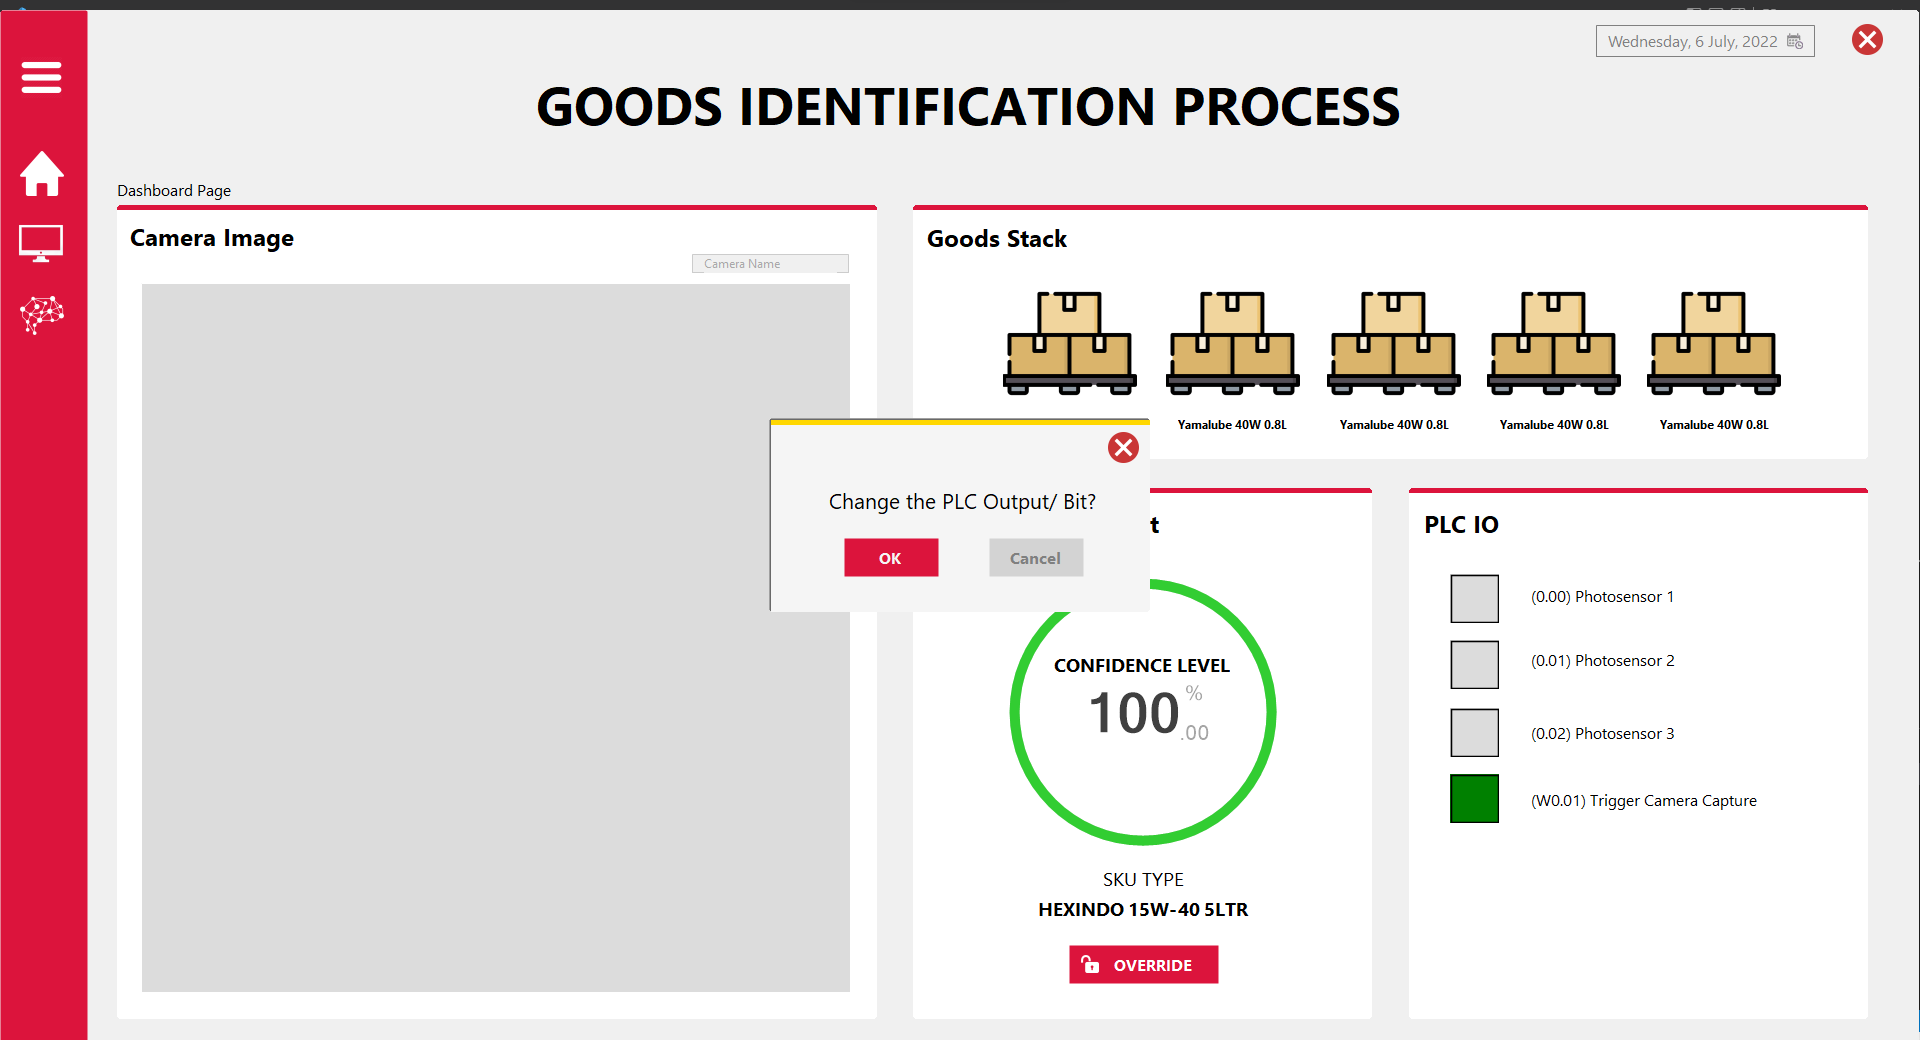 Wednesday, 6 July, 2022
GOODS IDENTIFICATION PROCESS
Dashboard Page
Camera Image
Camera Name
Goods Stack
Yamalube 40W 0.8L
Yamalube 40W 0.8L
Yamalube 40W 0.8L
Yamalube 40W 0.8L
Change the PLC Output/ Bit?
OK
Cancel
t
CONFIDENCE LEVEL
100 % .00
SKU TYPE
HEXINDO 15W-40 5LTR
OVERRIDE
PLC IO
(0.00) Photosensor 1
(0.01) Photosensor 2
(0.02) Photosensor 3
(W0.01) Trigger Camera Capture